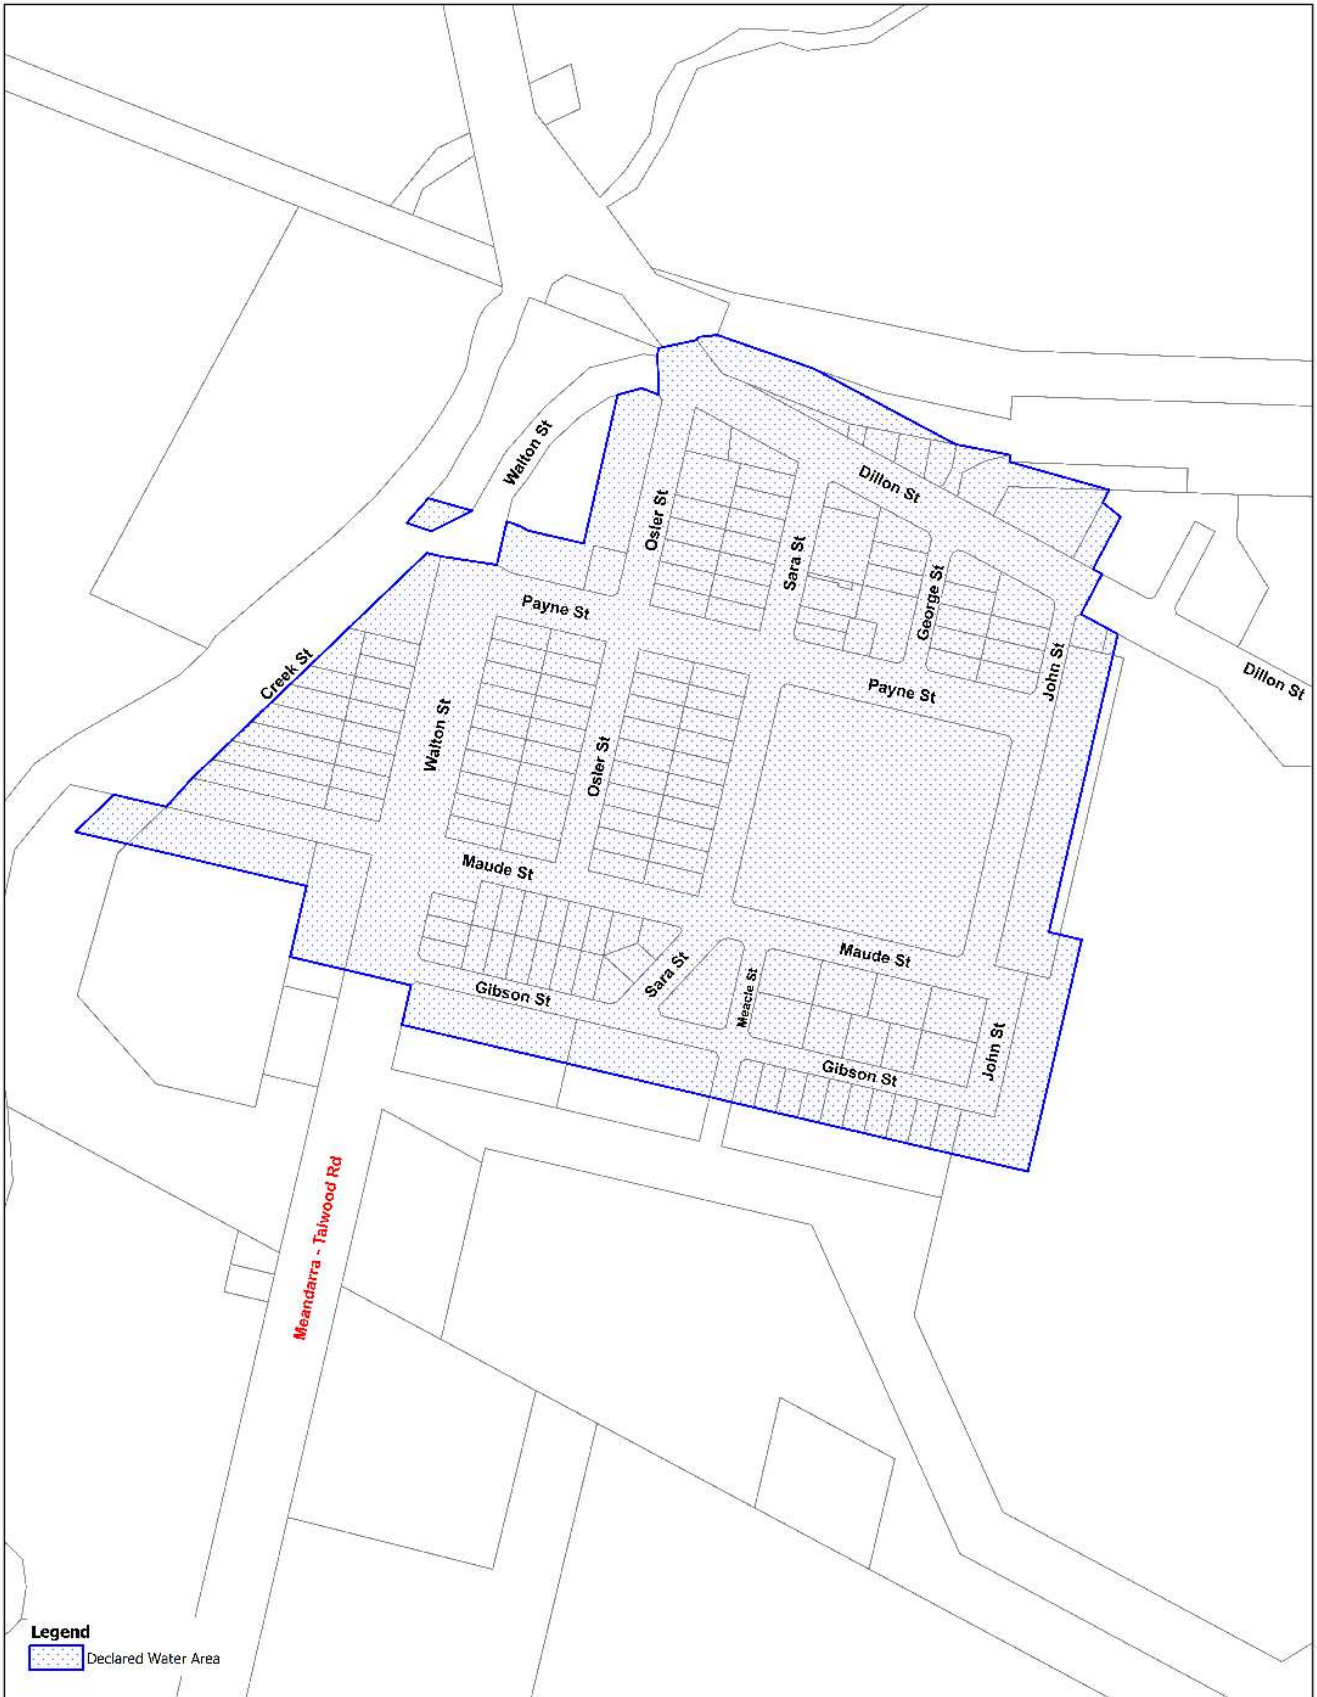 Walton St
Dillon St
Osler St
Sara St
George St
Payne St
John St
Creek St
Payne St
Dillon St
Walton St
Osler St
Maude St
Maude St
Sara St
Meacle St
Gibson St
John St
Gibson St
Meandarra - Talwood Rd
Legend
Declared Water Area